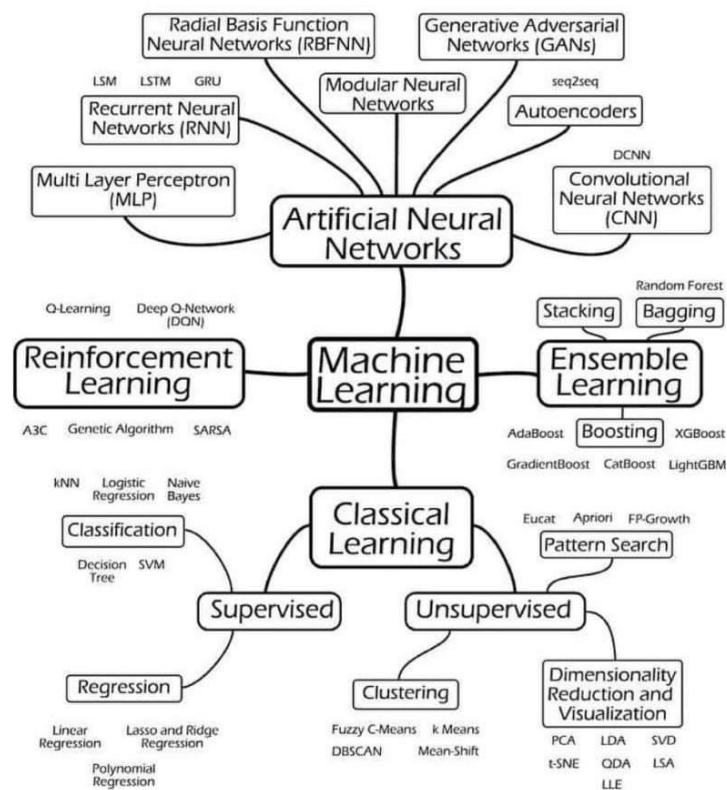 Radial Basis Function
Neural Networks (RBFNN)
Generative Adversarial
Networks (GANs)
LSM LSTM GRU
Recurrent Neural
Networks (RNN)
Modular Neural
Networks
seq2seq
Autoencoders
Multi Layer Perceptron
(MLP)
DCNN
Convolutional
Neural Networks
(CNN)
Artificial Neural
Networks
Q-Learning
Deep Q-Network
(DQN)
Reinforcement
Learning
A3C Genetic Algorithm SARSA
Machine
Learning
Random Forest
Stacking
Bagging
Ensemble
Learning
AdaBoost
Boosting
XGBoost
GradientBoost CatBoost LightGBM
Classical
Learning
kNN
Logistic
Regression
Naive
Bayes
Classification
Decision
Tree
SVM
Supervised
Regression
Linear
Regression
Lasso and Ridge
Regression
Polynomial
Regression
Eucat Apriori FP-Growth
Pattern Search
Unsupervised
Clustering
Fuzzy C-Means k Means
DBSCAN Mean-Shift
Dimensionality
Reduction and
Visualization
PCA LDA SVD
t-SNE QDA LSA
LLE